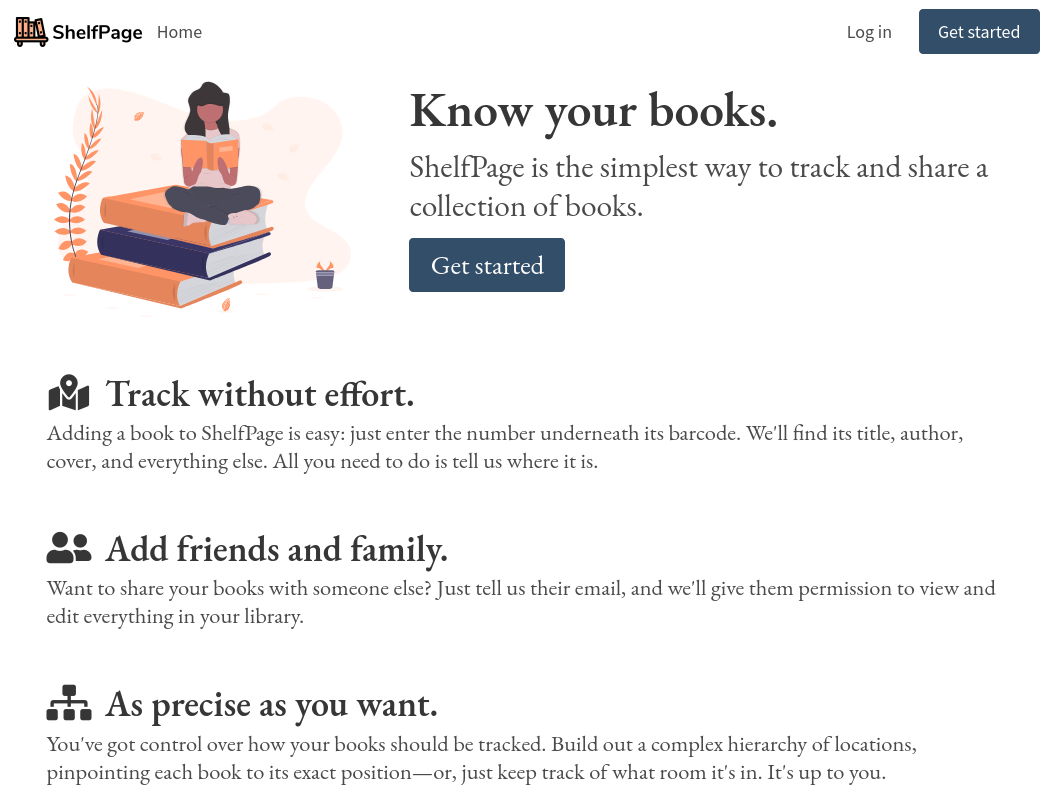 ShelfPage Home Log in Get started
Know your books.
ShelfPage is the simplest way to track and share a
collection of books.
Get started
Track without effort.
Adding a book to ShelfPage is easy: just enter the number underneath its barcode. We'll find its title, author,
cover, and everything else. All you need to do is tell us where it is.
Add friends and family.
Want to share your books with someone else? Just tell us their email, and we'll give them permission to view and
edit everything in your library.
As precise as you want.
You've got control over how your books should be tracked. Build out a complex hierarchy of locations,
pinpointing each book to its exact position—or, just keep track of what room it's in. It's up to you.